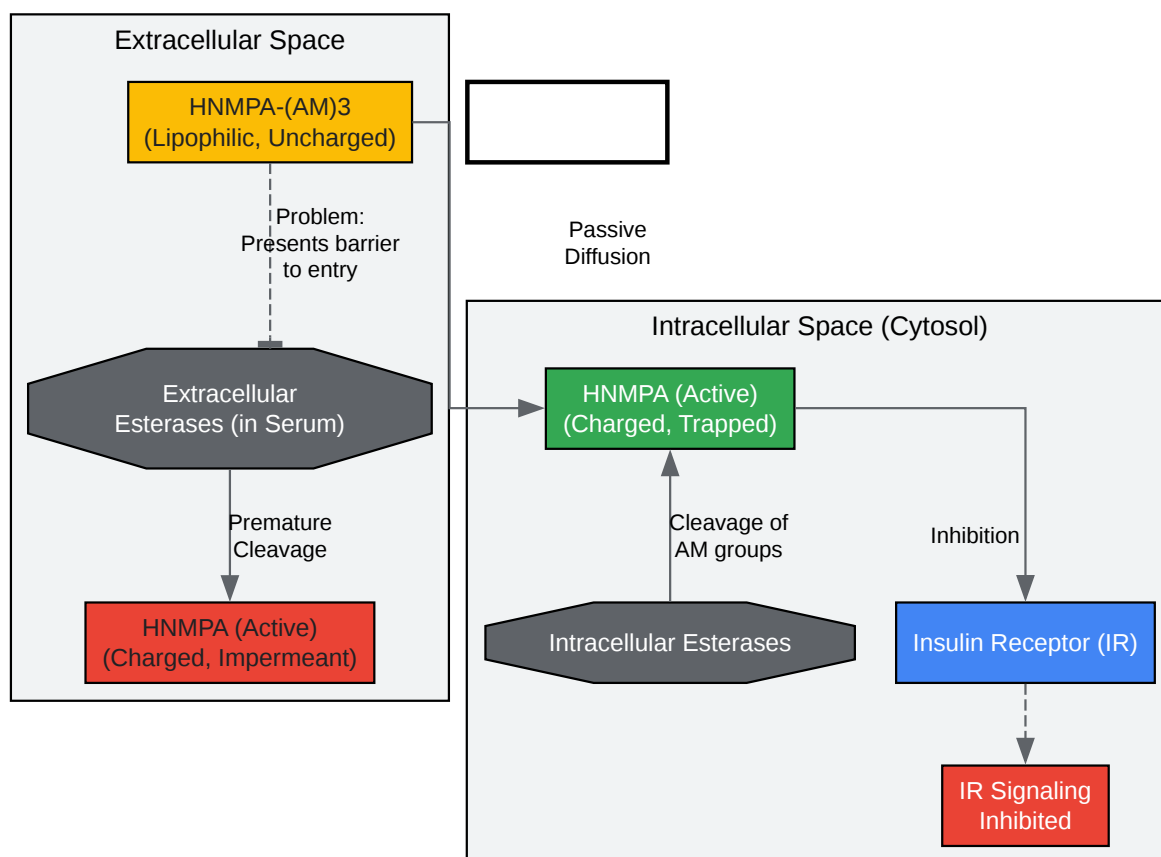 Extracellular Space
HNMPA-(AM)3
(Lipophilic, Uncharged)
Problem:
Presents barrier
to entry
Extracellular
Esterases (in Serum)
Premature
Cleavage
HNMPA (Active)
(Charged, Impermeant)
Passive
Diffusion
Intracellular Space (Cytosol)
HNMPA (Active)
(Charged, Trapped)
Cleavage of
AM groups
Inhibition
Intracellular Esterases
Insulin Receptor (IR)
IR Signaling
Inhibited